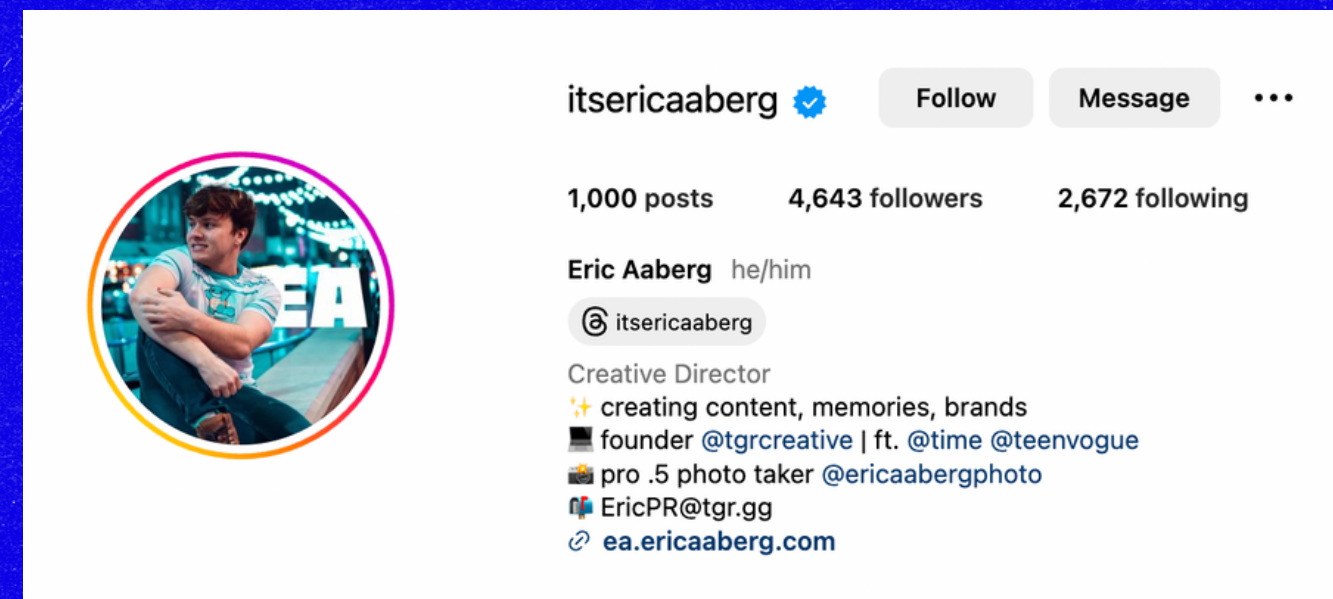 itsericaaberg Follow Message
1,000 posts 4,643 followers 2,672 following
EA
Eric Aaberg he/him
itsericaaberg
Creative Director
✨ creating content, memories, brands
💻 founder @tgrcreative | ft. @time @teenvogue
📸 pro .5 photo taker @ericaabergphoto
📬 EricPR@tgr.gg
ea.ericaaberg.com